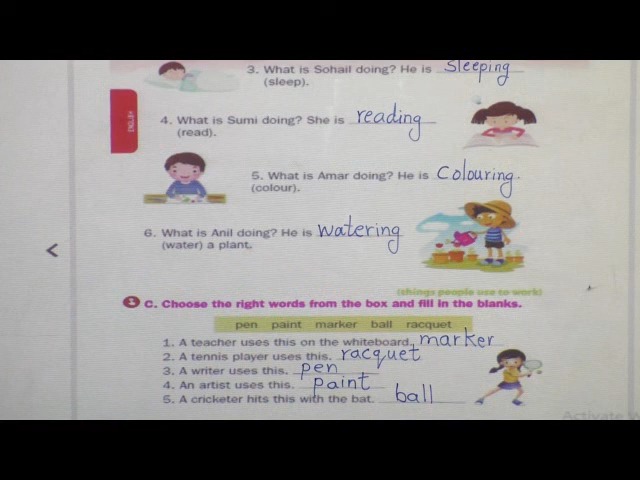 3. What is Sohail doing? He is sleeping
(sleep).
ENGLISH
4. What is Sumi doing? She is reading
(read).
5. What is Amar doing? He is Colouring.
(colour).
6. What is Anil doing? He is watering
(water) a plant.
(things people use to work)
C. Choose the right words from the box and fill in the blanks.
pen paint marker ball racquet
1. A teacher uses this on the whiteboard. marker
2. A tennis player uses this. racquet
3. A writer uses this. pen
4. An artist uses this. paint
5. A cricketer hits this with the bat. ball
Activate W